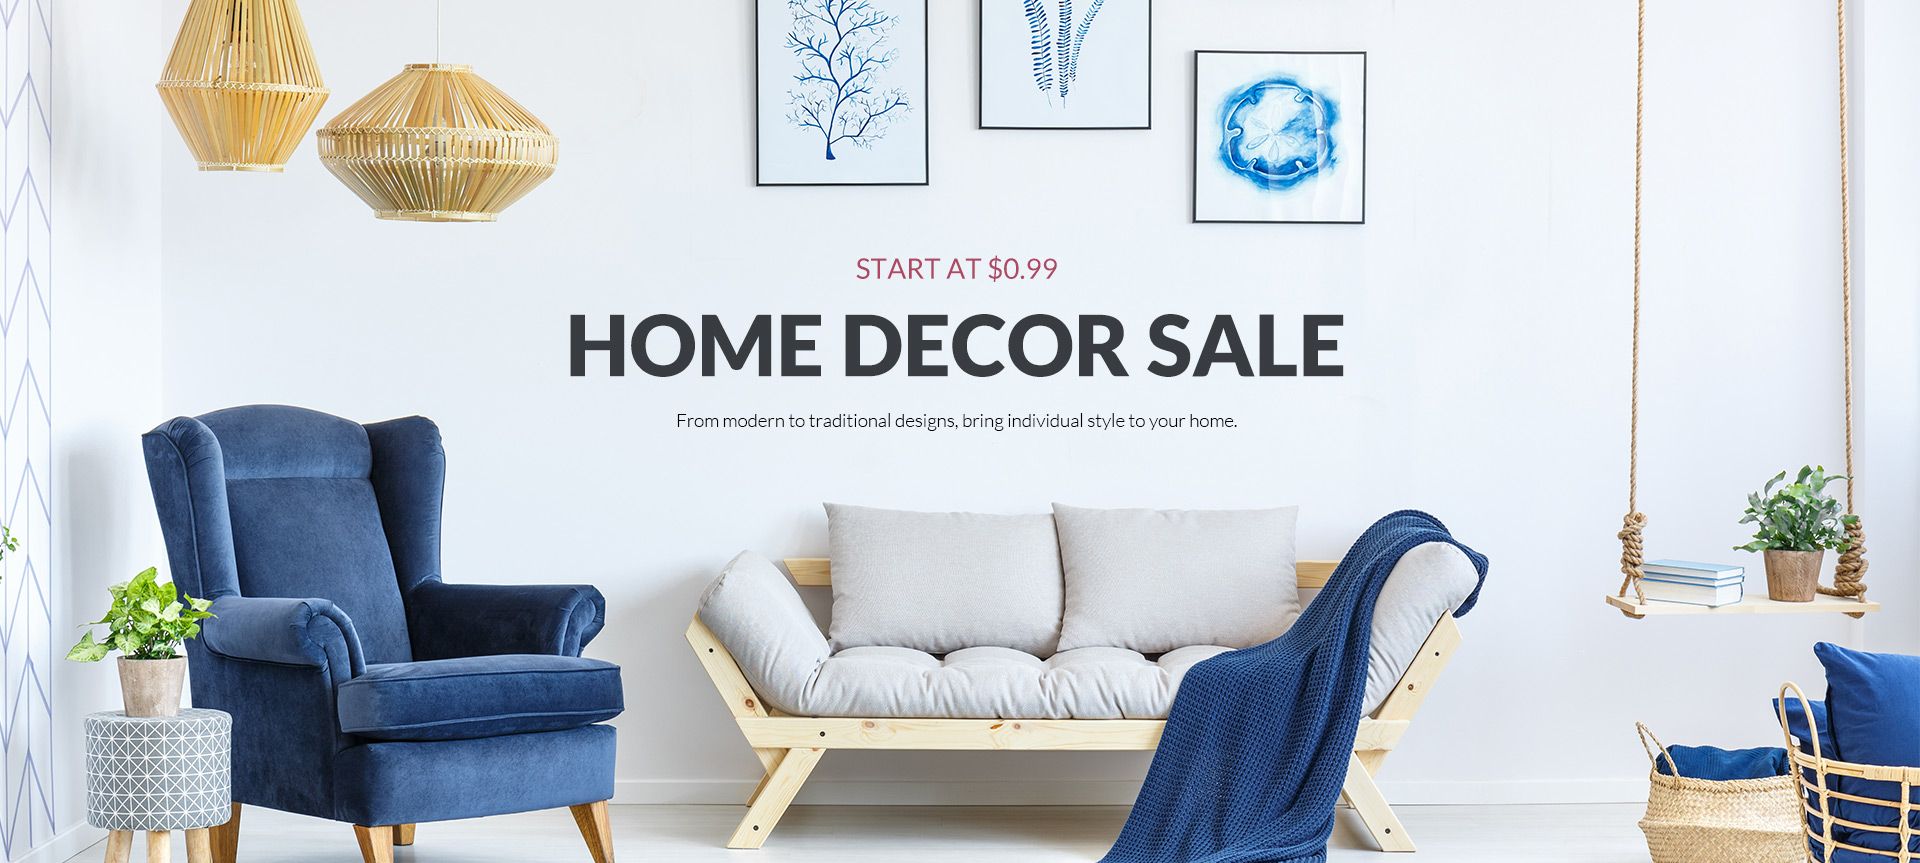 START AT $0.99
HOME DECOR SALE
From modern to traditional designs, bring individual style to your home.